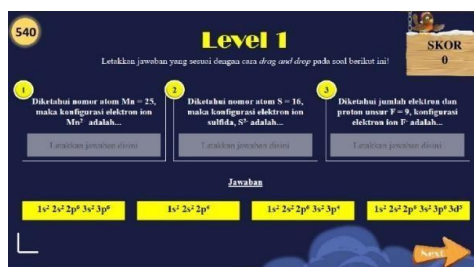 540
Level 1
Letakkan jawaban yang sesuai dengan cara drag and drop pada soal berikut ini!
SKOR
0
1
Diketahui nomor atom Mn = 25,
maka konfigurasi elektron ion
Mn²⁺ adalah...
Letakkan jawaban disini
2
Diketahui nomor atom S = 16,
maka konfigurasi elektron ion
sulfida, S²⁻ adalah...
Letakkan jawaban disini
3
Diketahui jumlah elektron dan
proton unsur F = 9, konfigurasi
elektron ion F⁻ adalah...
Letakkan jawaban disini
Jawaban
1s² 2s² 2p⁶ 3s² 3p⁶
1s² 2s² 2p⁶
1s² 2s² 2p⁶ 3s² 3p⁴
1s² 2s² 2p⁶ 3s² 3p⁶ 3d⁵
Next